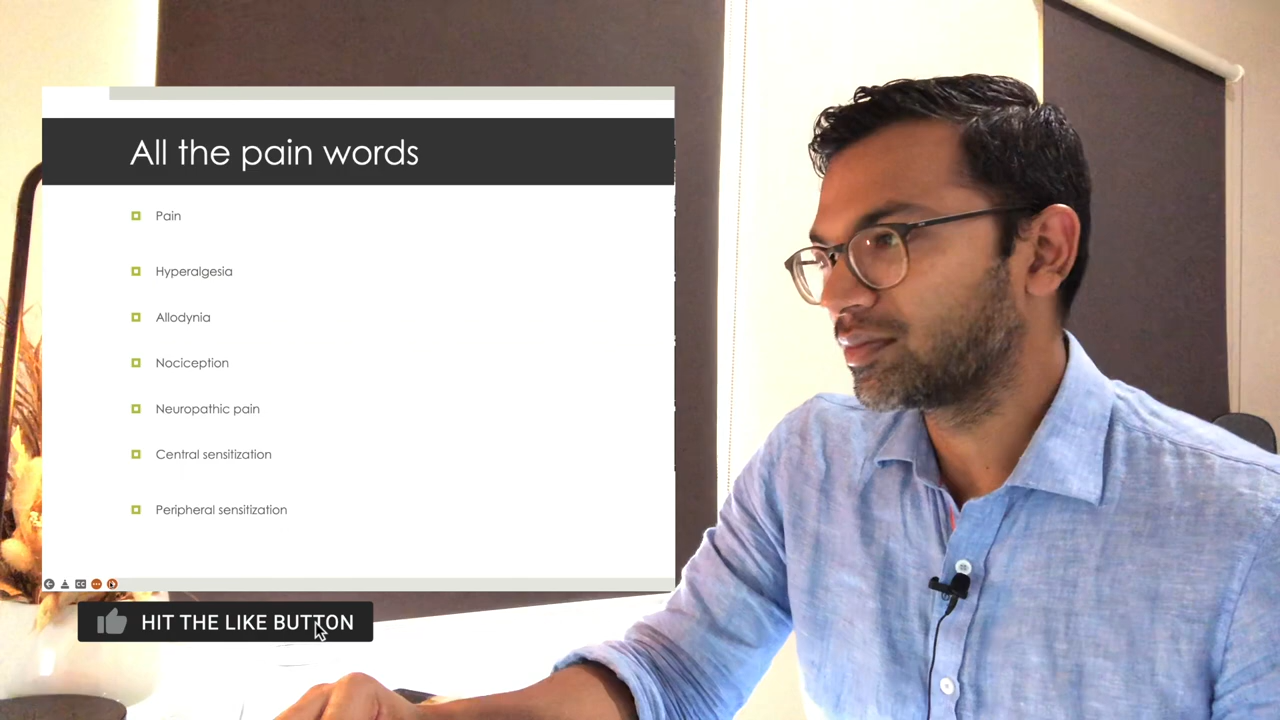 All the pain words
Pain
Hyperalgesia
Allodynia
Nociception
Neuropathic pain
Central sensitization
Peripheral sensitization
HIT THE LIKE BUTTON